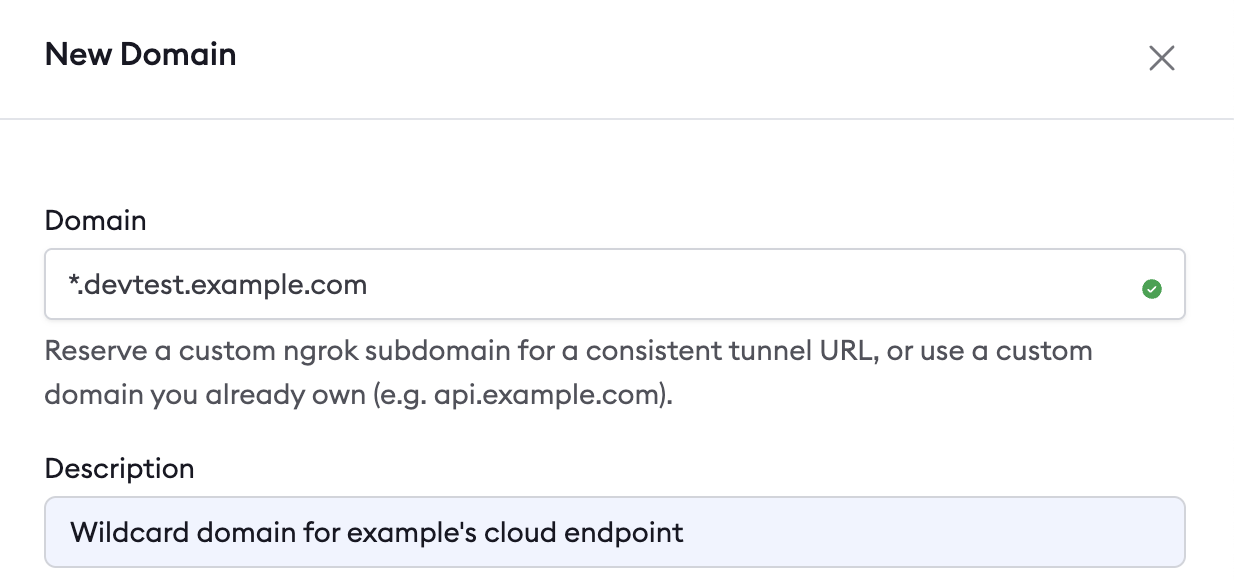 New Domain
Domain
*.devtest.example.com
Reserve a custom ngrok subdomain for a consistent tunnel URL, or use a custom
domain you already own (e.g. api.example.com).
Description
Wildcard domain for example's cloud endpoint